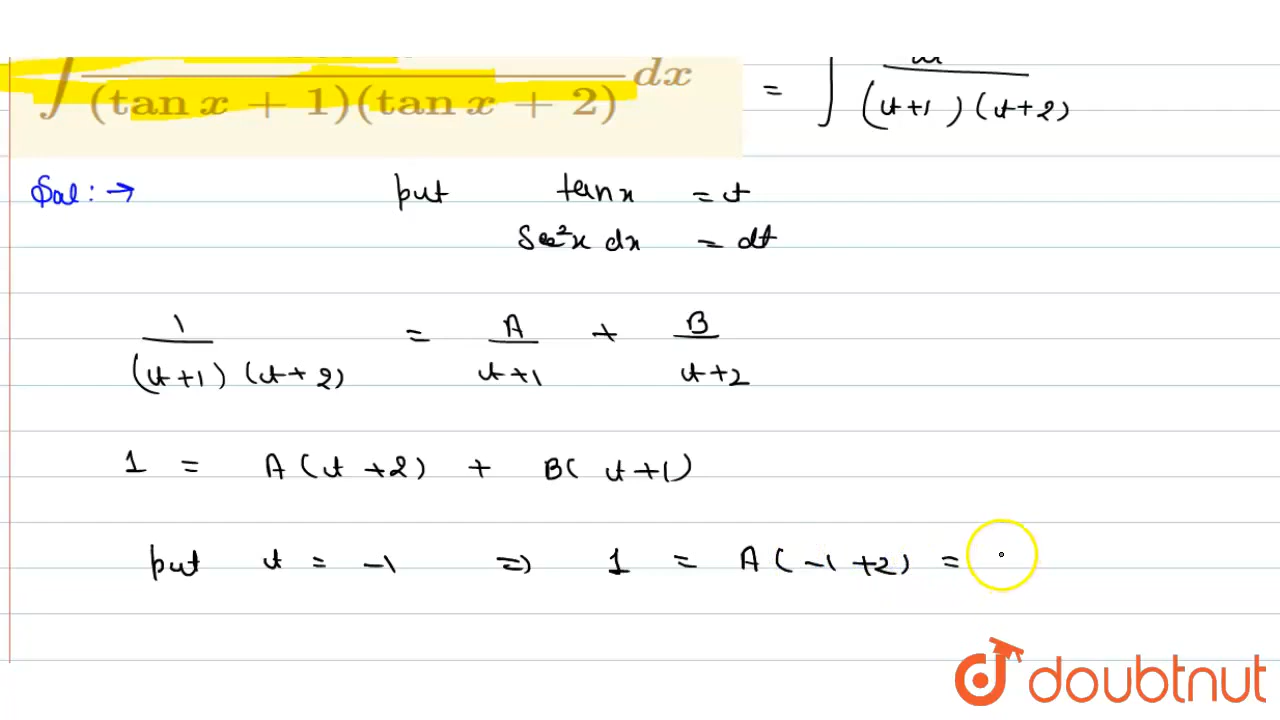 ∫ / (tan x + 1)(tan x + 2) dx = ∫ / (t+1) (t+2)
Sol : → put tan x = t
Sec²x dx = dt
1 / (t+1) (t+2) = A / t+1 + B / t+2
1 = A (t +2) + B( t+1)
put t = -1 ⇒ 1 = A ( -1 +2) =
doubtnut